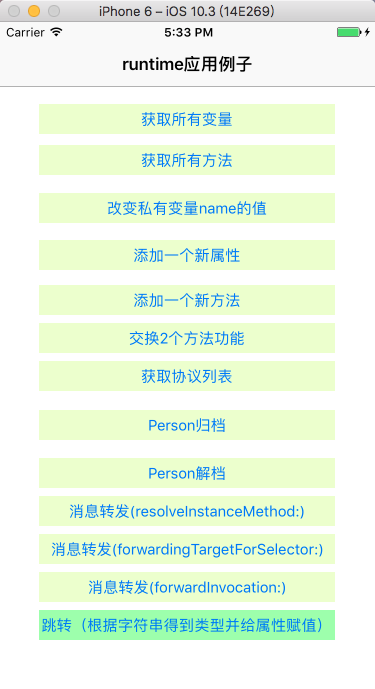 iPhone 6 – iOS 10.3 (14E269)
Carrier 5:33 PM
runtime应用例子
获取所有变量
获取所有方法
改变私有变量name的值
添加一个新属性
添加一个新方法
交换2个方法功能
获取协议列表
Person归档
Person解档
消息转发(resolveInstanceMethod:)
消息转发(forwardingTargetForSelector:)
消息转发(forwardInvocation:)
跳转（根据字符串得到类型并给属性赋值）